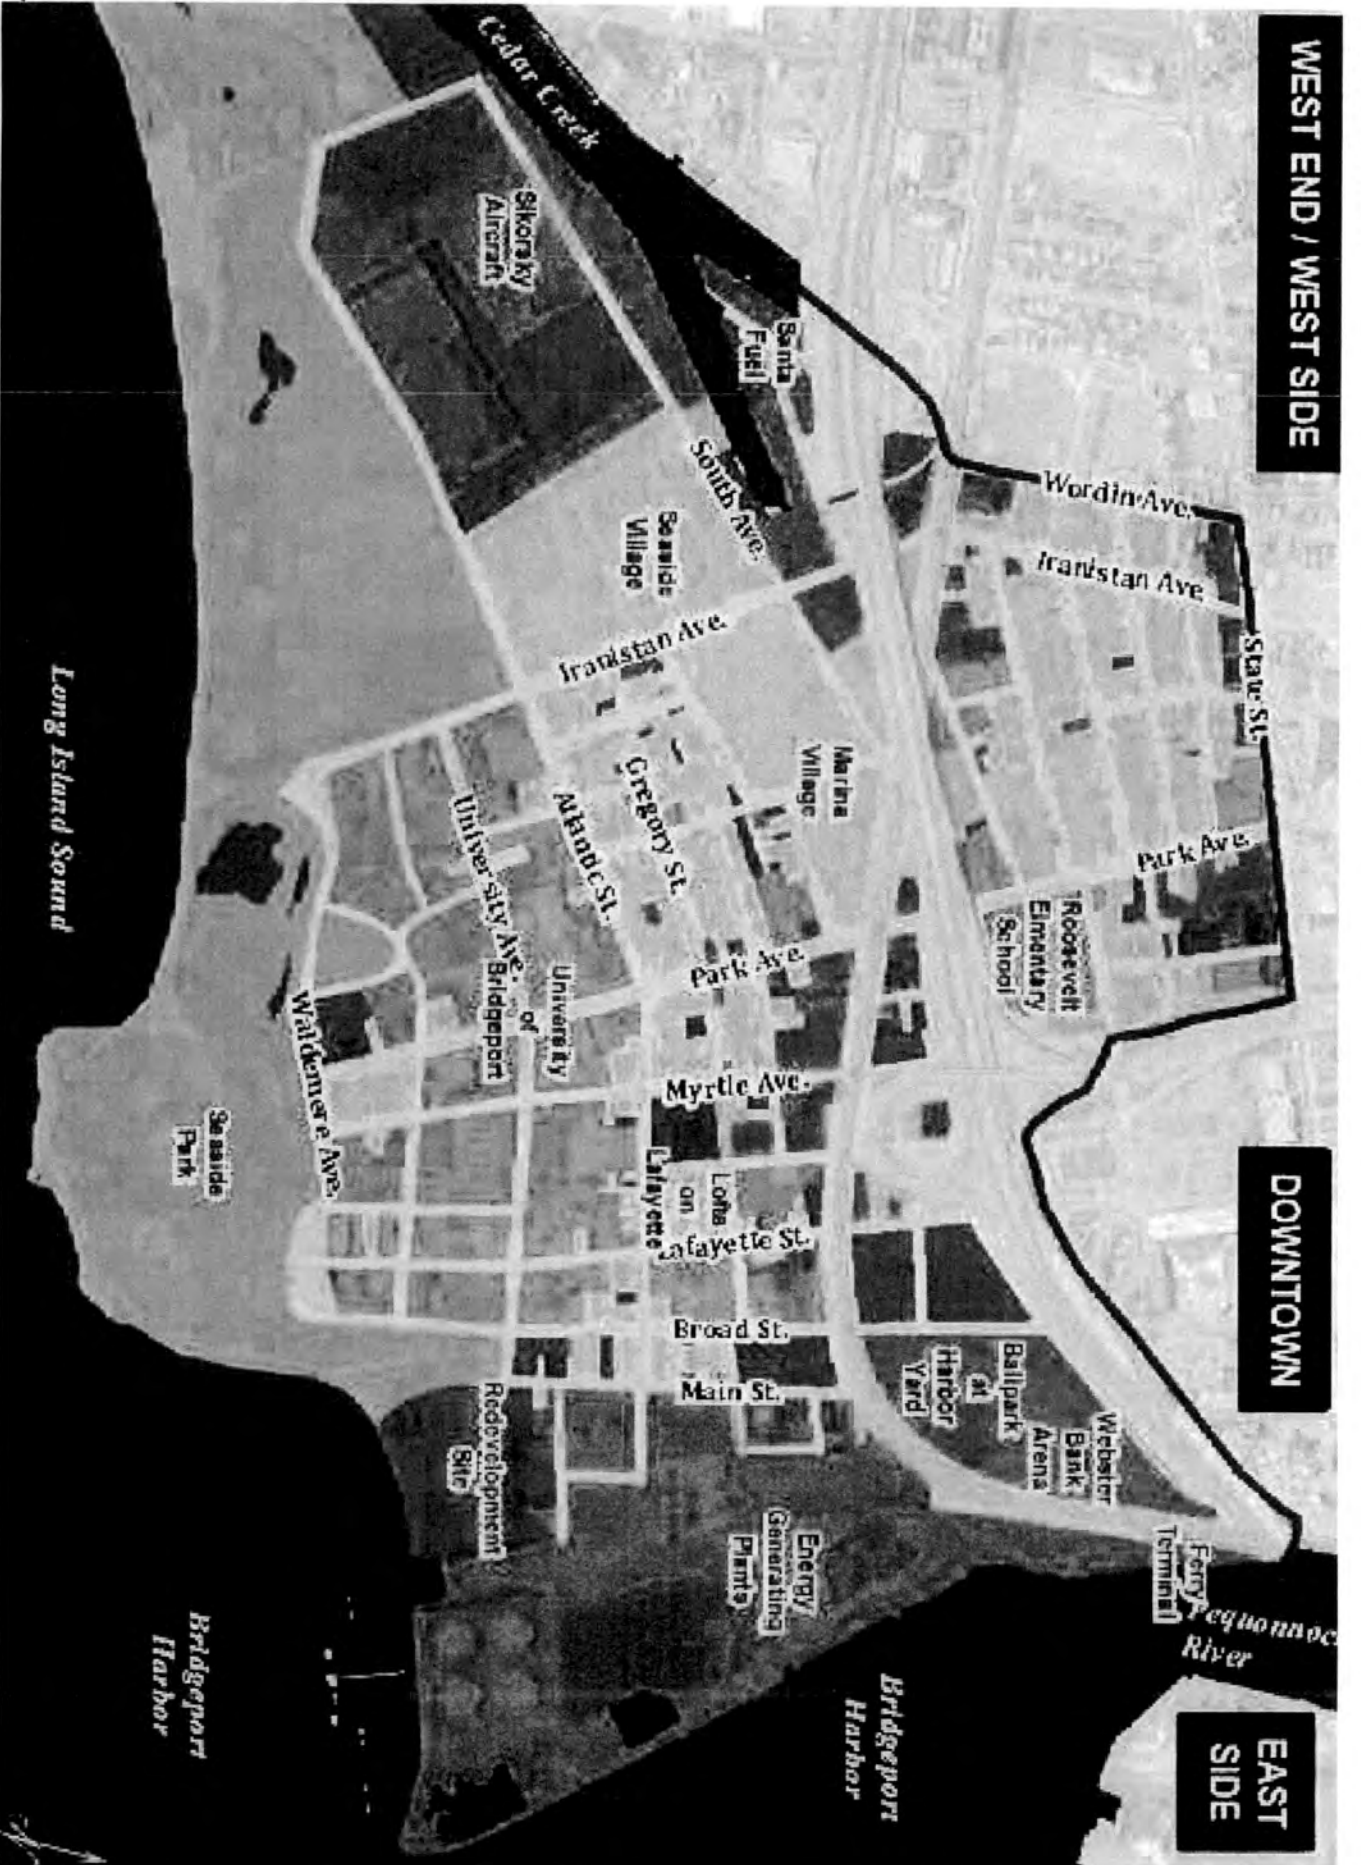 WEST END / WEST SIDE
DOWNTOWN
EAST
SIDE
Cedar Creek
Sikorsky
Aircraft
Santa
Fuel
South Ave.
Wordin Ave.
Iranistan Ave.
State St.
Park Ave.
Roosevelt
Elmentary
School
Seaside
Village
Iranistan Ave.
Marina
Village
Gregory St.
Atlantic St.
University Ave.
University
of
Bridgeport
Park Ave.
Myrtle Ave.
Lofts
on
Lafayette
Lafayette St.
Broad St.
Main St.
Waldemere Ave.
Seaside
Park
Long Island Sound
Redevelopment
Site
Ballpark
at
Harbor
Yard
Webster
Bank
Arena
Energy
Generating
Plants
Ferry
Terminal
Pequonnoc
River
Bridgeport
Harbor
Bridgeport
Harbor